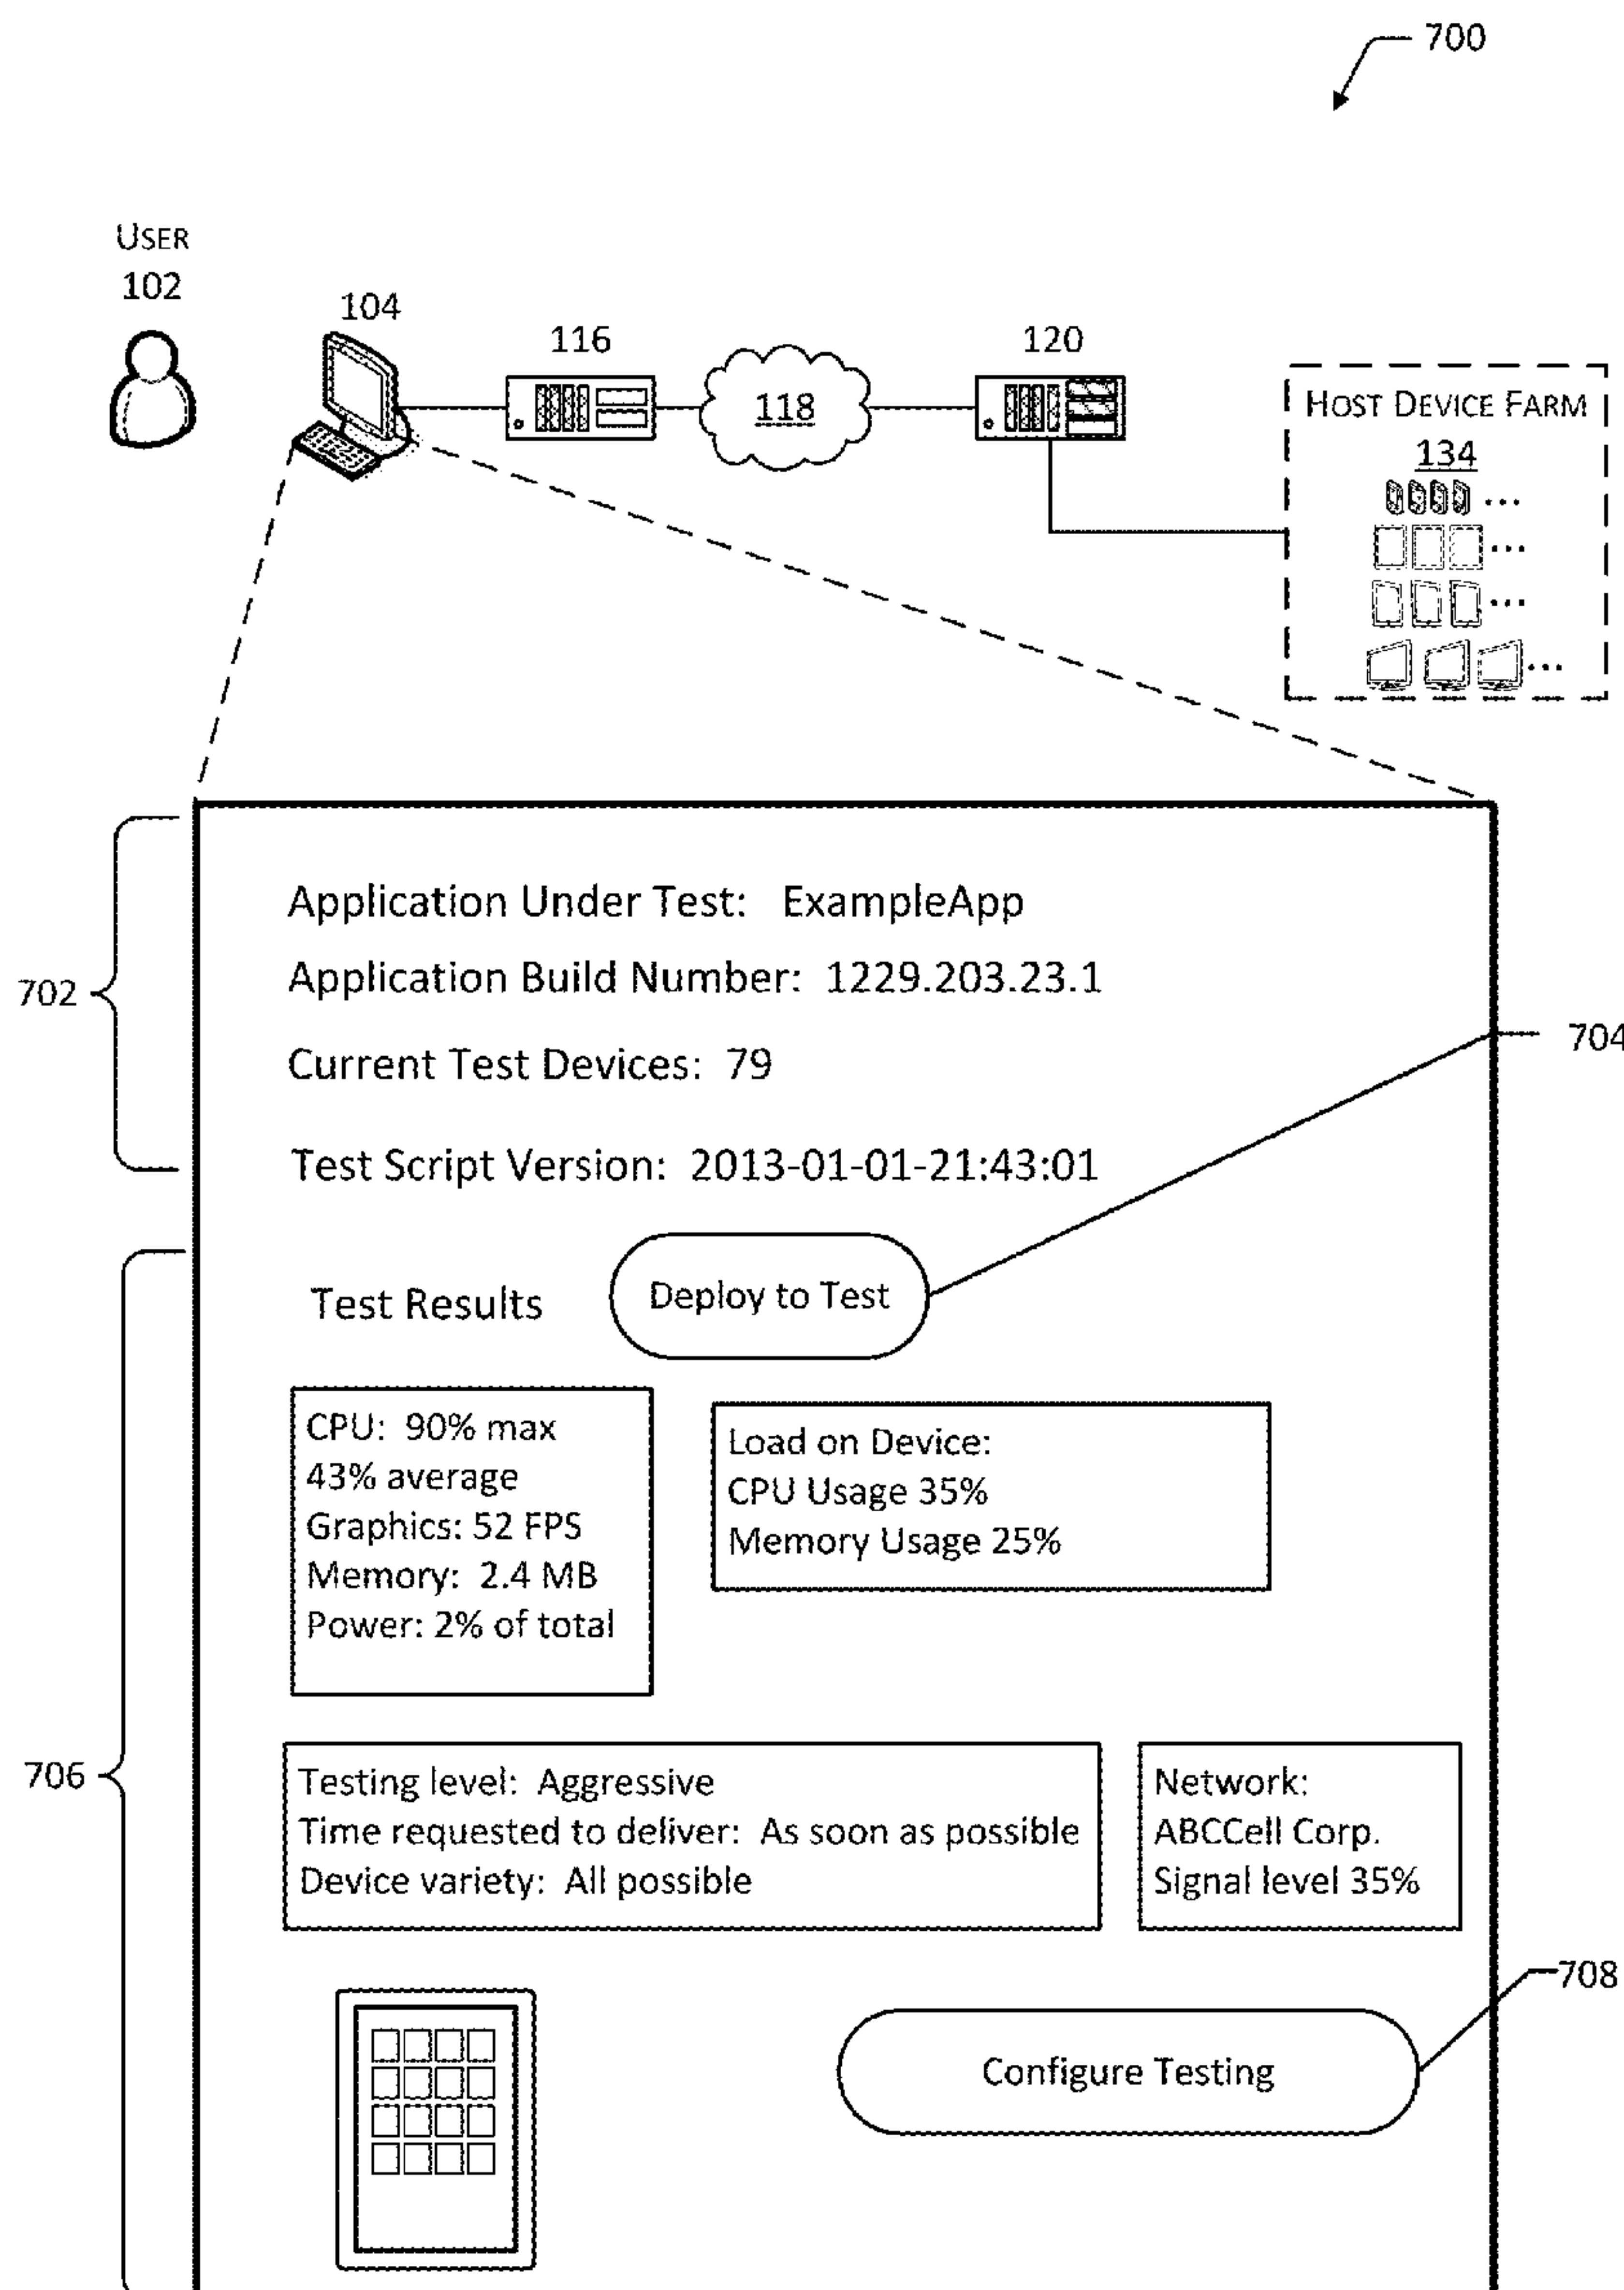 700
USER
102
104
116
118
120
HOST DEVICE FARM
134
702
Application Under Test: ExampleApp
Application Build Number: 1229.203.23.1
Current Test Devices: 79
704
Test Script Version: 2013-01-01-21:43:01
706
Test Results
Deploy to Test
CPU: 90% max
43% average
Graphics: 52 FPS
Memory: 2.4 MB
Power: 2% of total
Load on Device:
CPU Usage 35%
Memory Usage 25%
Testing level: Aggressive
Time requested to deliver: As soon as possible
Device variety: All possible
Network:
ABCCell Corp.
Signal level 35%
708
Configure Testing